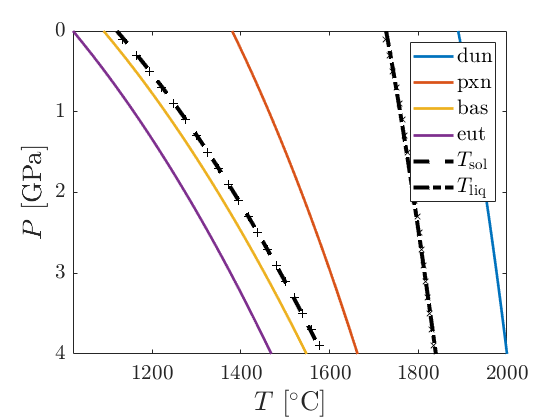 0
1
2
3
4
P [GPa]
1200 1400 1600 1800 2000
T [°C]
dun
pxn
bas
eut
T_sol
T_liq